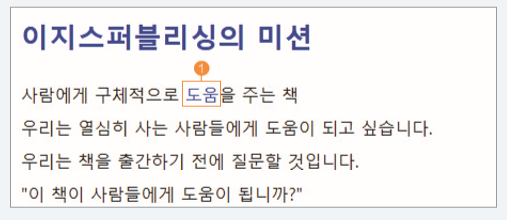 이지스퍼블리싱의 미션
1
사람에게 구체적으로 도움을 주는 책
우리는 열심히 사는 사람들에게 도움이 되고 싶습니다.
우리는 책을 출간하기 전에 질문할 것입니다.
"이 책이 사람들에게 도움이 됩니까?"